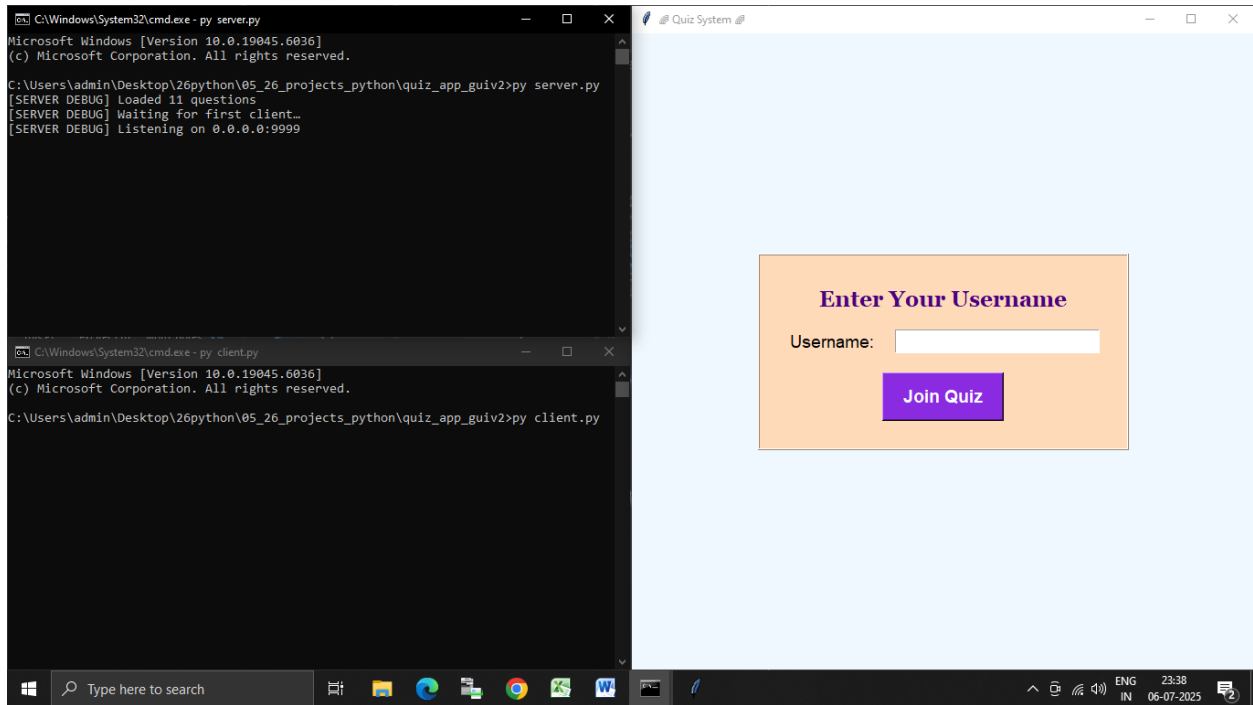 C:\Windows\System32\cmd.exe - py server.py
Microsoft Windows [Version 10.0.19045.6036]
(c) Microsoft Corporation. All rights reserved.
C:\Users\admin\Desktop\26python\05_26_projects_python\quiz_app_guiv2>py server.py
[SERVER DEBUG] Loaded 11 questions
[SERVER DEBUG] Waiting for first client…
[SERVER DEBUG] Listening on 0.0.0.0:9999
C:\Windows\System32\cmd.exe - py client.py
Microsoft Windows [Version 10.0.19045.6036]
(c) Microsoft Corporation. All rights reserved.
C:\Users\admin\Desktop\26python\05_26_projects_python\quiz_app_guiv2>py client.py
Quiz System
Enter Your Username
Username:
Join Quiz
Type here to search
ENG
IN
23:38
06-07-2025
2